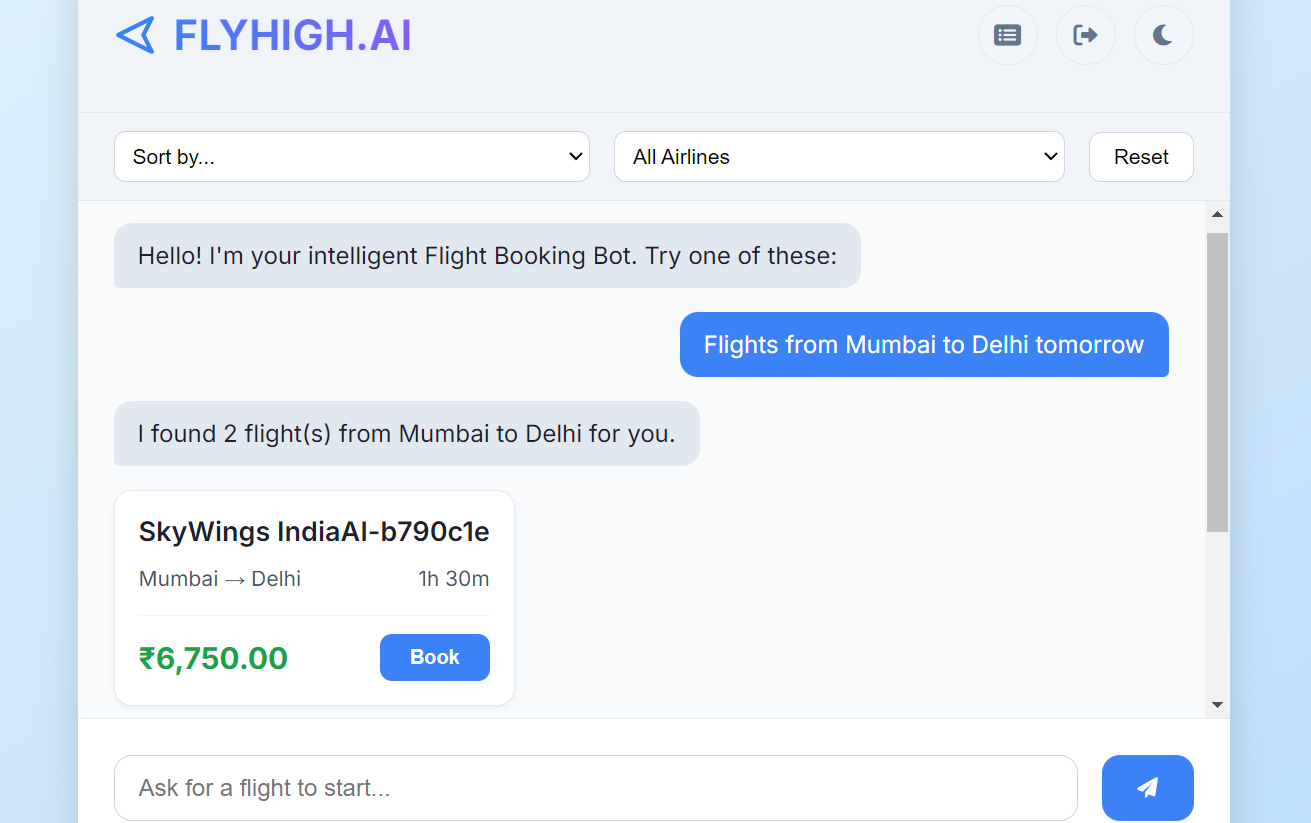 FLYHIGH.AI
Sort by...
All Airlines
Reset
Hello! I'm your intelligent Flight Booking Bot. Try one of these:
Flights from Mumbai to Delhi tomorrow
I found 2 flight(s) from Mumbai to Delhi for you.
SkyWings IndiaAI-b790c1e
Mumbai → Delhi 1h 30m
₹6,750.00 Book
Ask for a flight to start...